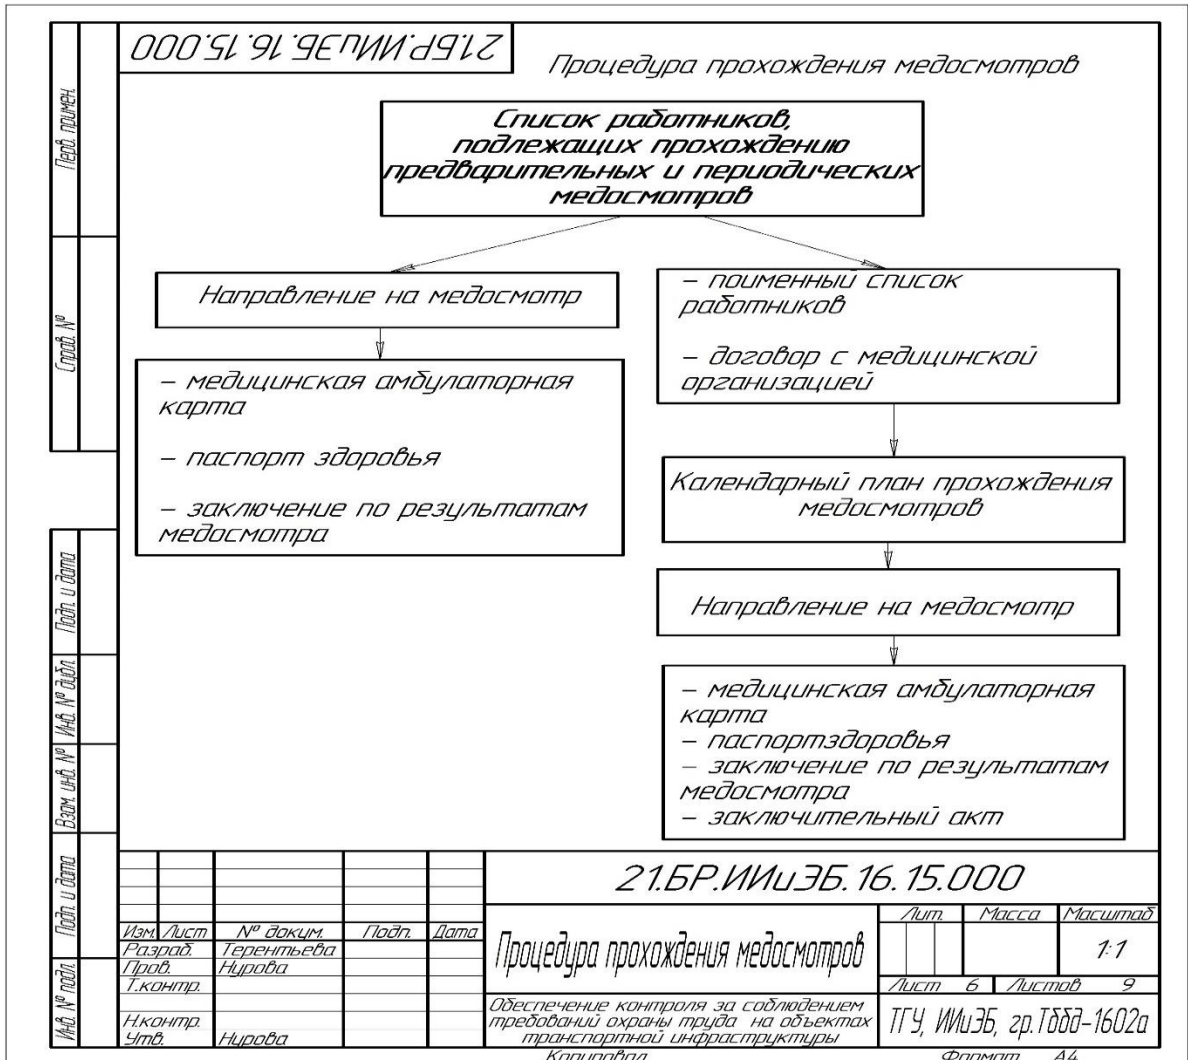 21.БР.ИИиЭБ.16.15.000
Процедура прохождения медосмотров
Список работников,
подлежащих прохождению
предварительных и периодических
медосмотров
Направление на медосмотр
– медицинская амбулаторная
карта
– паспорт здоровья
– заключение по результатам
медосмотра
– поименный список
работников
– договор с медицинской
организацией
Календарный план прохождения
медосмотров
Направление на медосмотр
– медицинская амбулаторная
карта
– паспортздоровья
– заключение по результатам
медосмотра
– заключительный акт
Перв. примен.
Справ. №
Подп. и дата
Инв. № дубл.
Взам. инв. №
Подп. и дата
Инв. № подл.
21.БР.ИИиЭБ.16.15.000
Изм. Лист № докум. Подп. Дата
Разраб. Терентьева
Пров. Нурова
Т.контр.
Н.контр.
Утв. Нурова
Процедура прохождения медосмотров
Обеспечение контроля за соблюдением
требований охраны труда на объектах
транспортной инфраструктуры
Лит. Масса Масштаб
1:1
Лист 6 Листов 9
ТГУ, ИИиЭБ, гр.Тббд-1602а
Копировал Формат А4